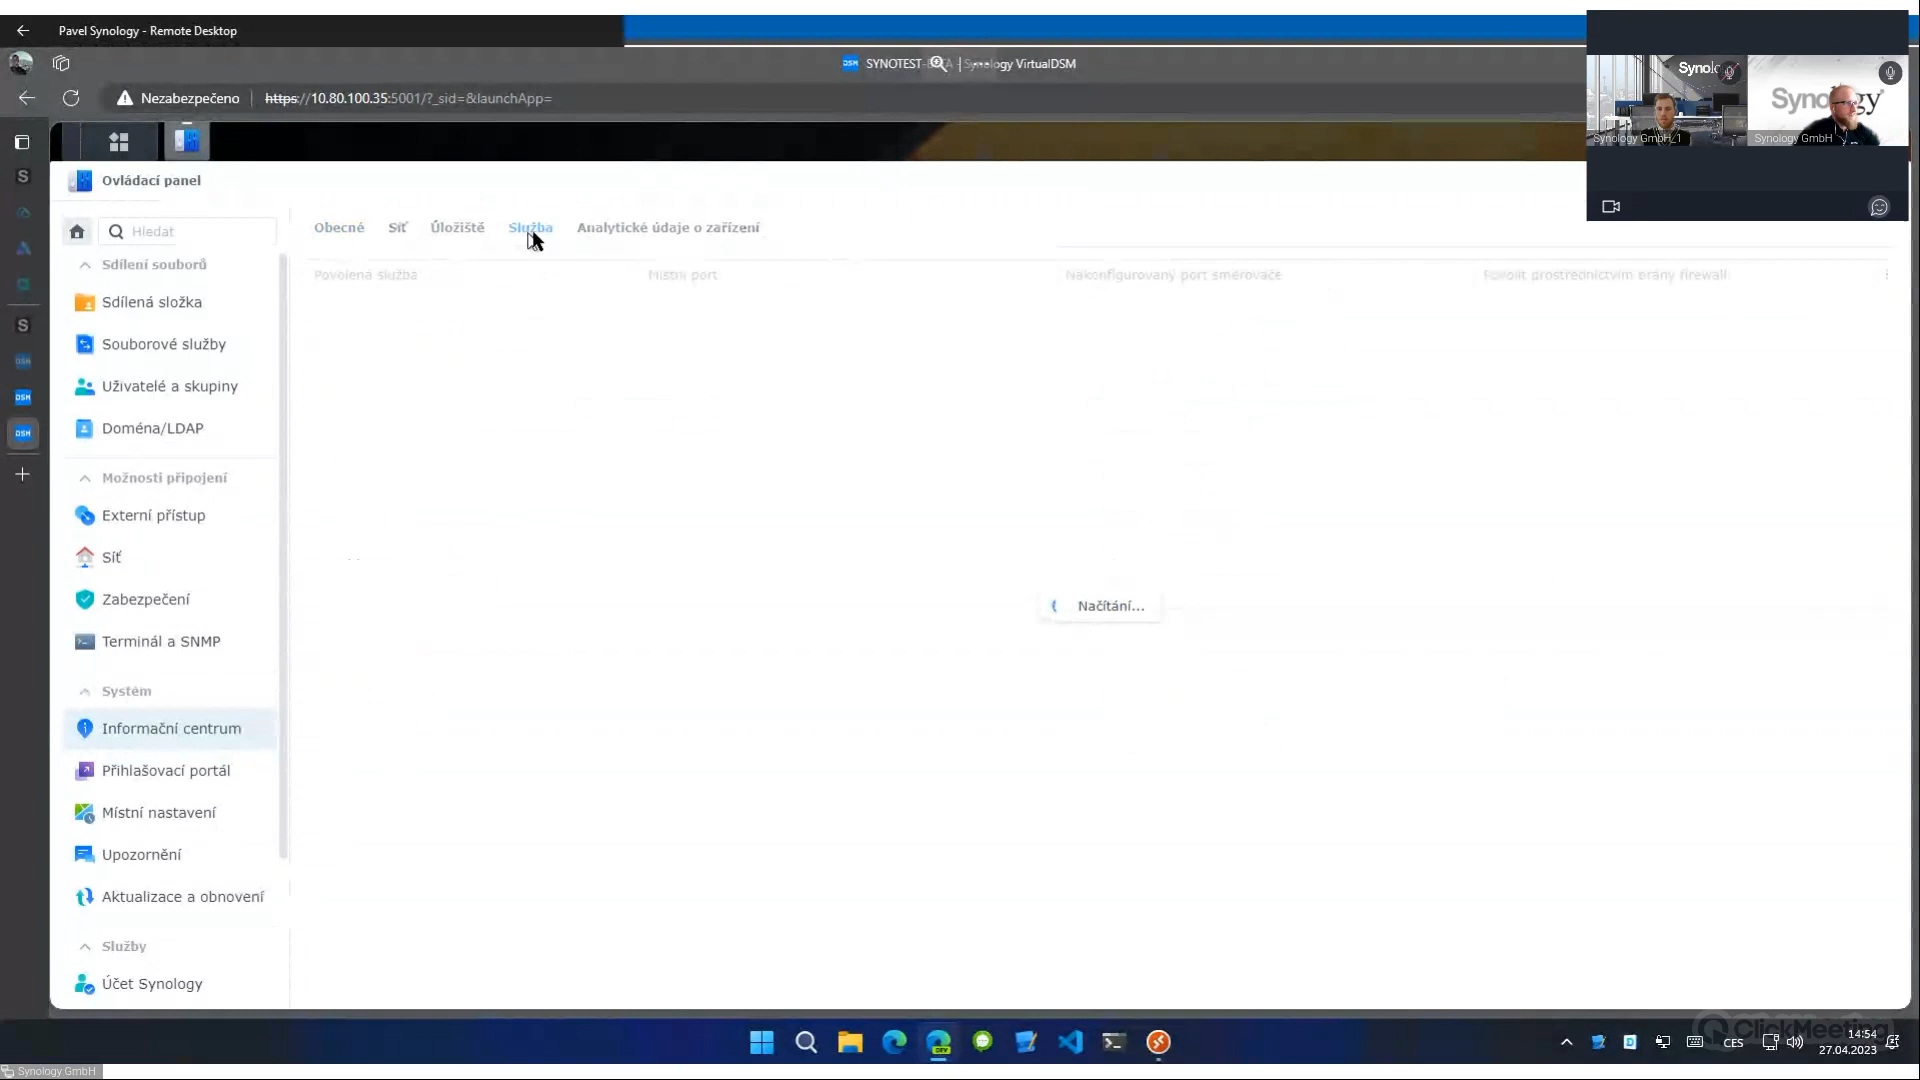 Pavel Synology - Remote Desktop
SYNOTEST
ogy VirtualDSM
Nezabezpečeno
https://10.80.100.35:5001/?_sid=&launchApp=
Synology GmbH_1
Synology
Synology GmbH
Ovládací panel
Hledat
Obecné
Síť
Úložiště
Služba
Analytické údaje o zařízení
Povolená služba
Místní port
Nakonfigurovaný port směrovače
Povolit prostřednictvím brány firewall
Sdílení souborů
Sdílená složka
Souborové služby
Uživatelé a skupiny
Doména/LDAP
Možnosti připojení
Externí přístup
Síť
Zabezpečení
Terminál a SNMP
Systém
Informační centrum
Přihlašovací portál
Místní nastavení
Upozornění
Aktualizace a obnovení
Služby
Účet Synology
Načítání...
ClickMeeting
CES
14:54
27.04.2023
Synology GmbH